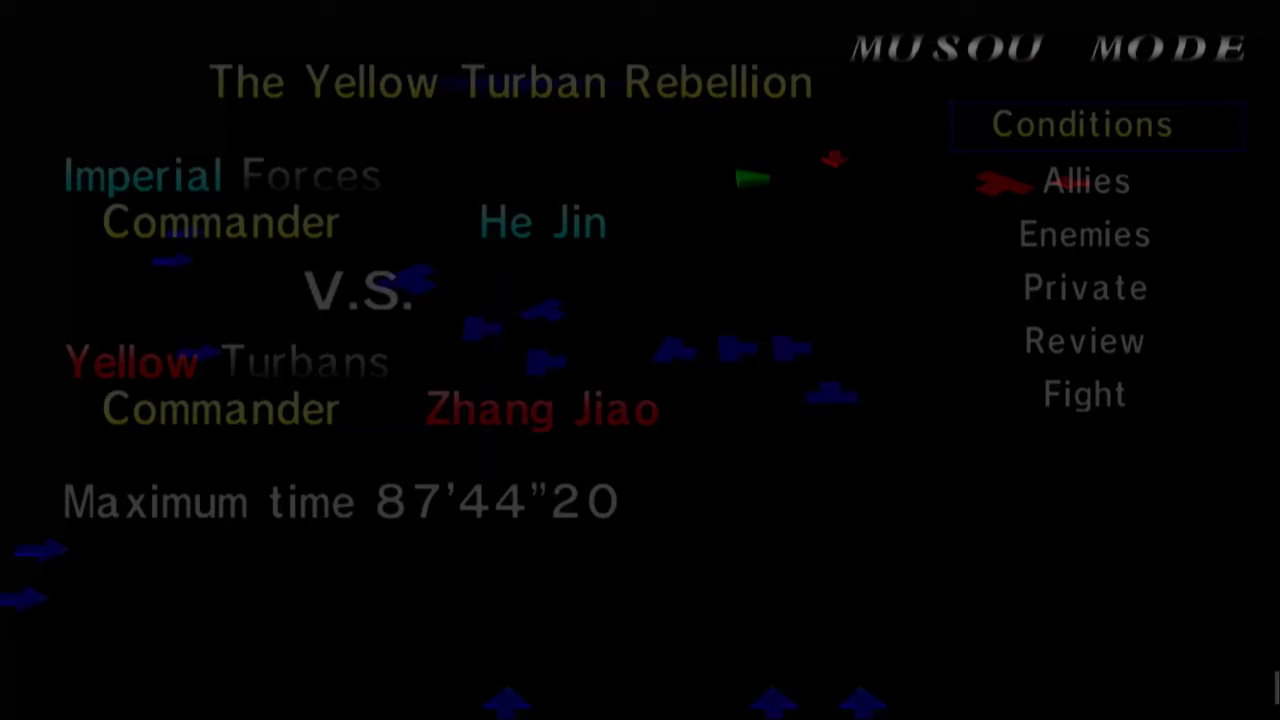 MUSOU MODE
The Yellow Turban Rebellion
Conditions
Imperial Forces
Allies
Commander He Jin
Enemies
V.S.
Private
Review
Yellow Turbans
Fight
Commander Zhang Jiao
Maximum time 87'44"20